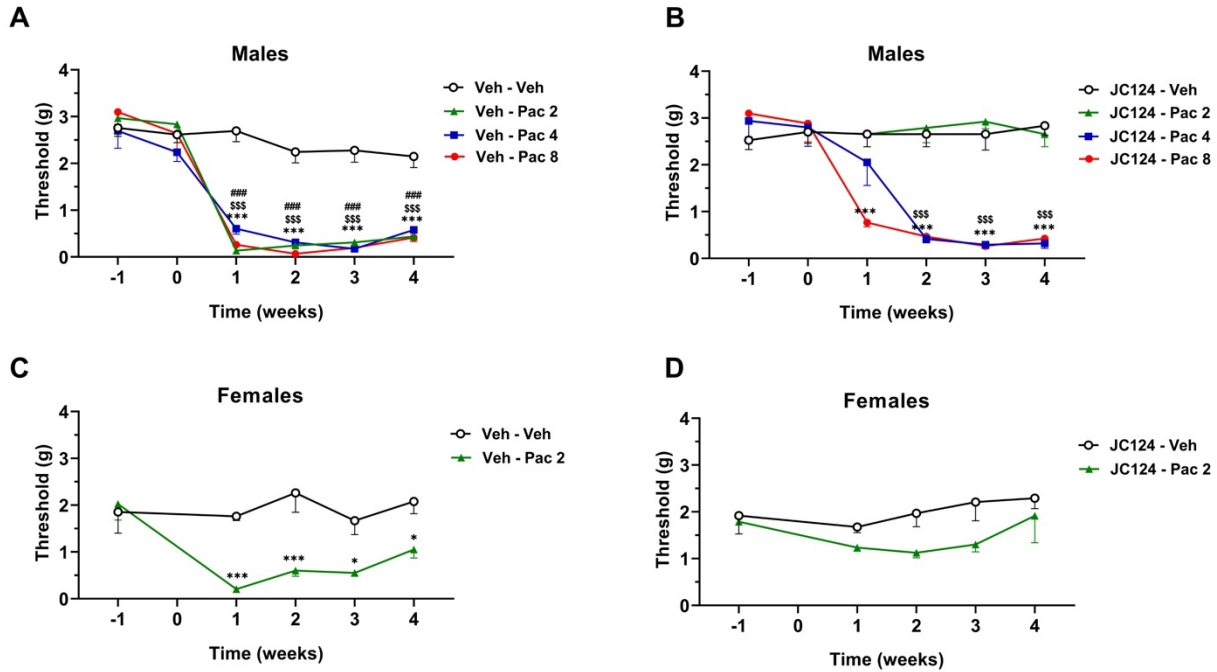 A
Males
Threshold (g)
4
3
2
1
0
-1 0 1 2 3 4
Time (weeks)
Veh - Veh
Veh - Pac 2
Veh - Pac 4
Veh - Pac 8
### ### ### ###
$$$ $$$ $$$ $$$
*** *** *** ***
B
Males
Threshold (g)
4
3
2
1
0
-1 0 1 2 3 4
Time (weeks)
JC124 - Veh
JC124 - Pac 2
JC124 - Pac 4
JC124 - Pac 8
$$$ $$$ $$$
*** *** *** ***
C
Females
Threshold (g)
4
3
2
1
0
-1 0 1 2 3 4
Time (weeks)
Veh - Veh
Veh - Pac 2
*** *** * *
D
Females
Threshold (g)
4
3
2
1
0
-1 0 1 2 3 4
Time (weeks)
JC124 - Veh
JC124 - Pac 2